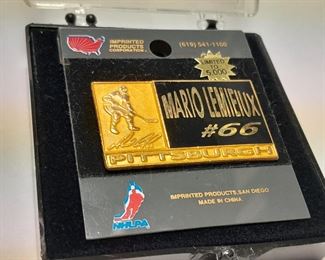 IMPRINTED
PRODUCTS
CORPORATION
(619) 541-1100
LIMITED
TO
5,000
MARIO LEMIEUX
#66
PITTSBURGH
NHLPA
IMPRINTED PRODUCTS, SAN DIEGO
MADE IN CHINA